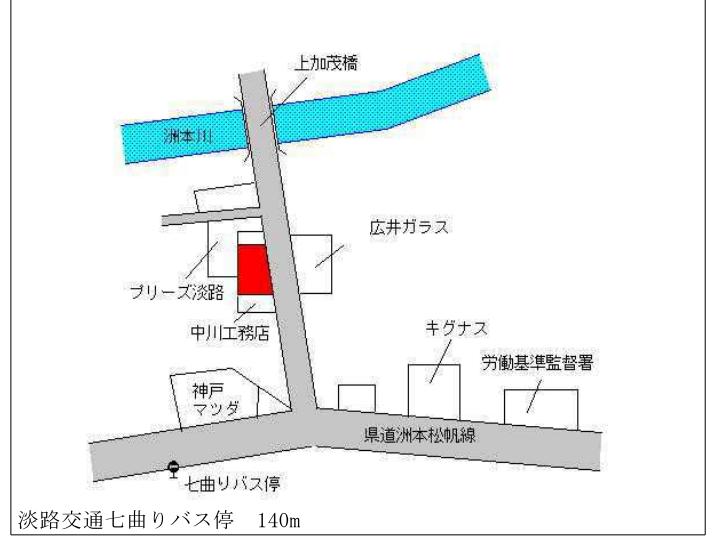 上加茂橋
洲本川
広井ガラス
ブリーズ淡路
中川工務店
キグナス
労働基準監督署
神戸
マツダ
県道洲本松帆線
七曲りバス停
淡路交通七曲りバス停　140m